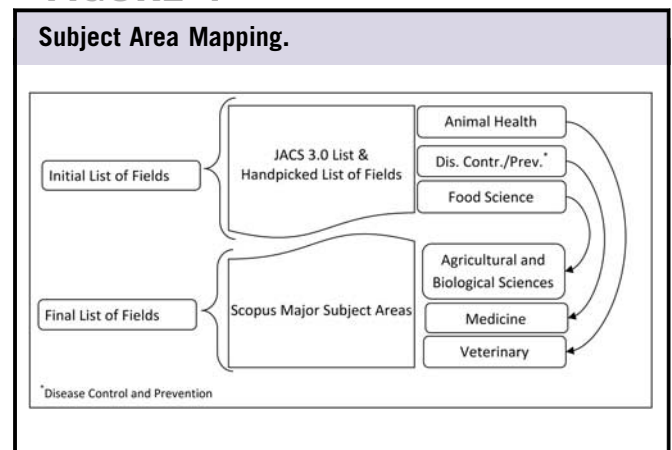 Subject Area Mapping.
Initial List of Fields
JACS 3.0 List &
Handpicked List of Fields
Animal Health
Dis. Contr./Prev.*
Food Science
Final List of Fields
Scopus Major Subject Areas
Agricultural and
Biological Sciences
Medicine
Veterinary
*Disease Control and Prevention